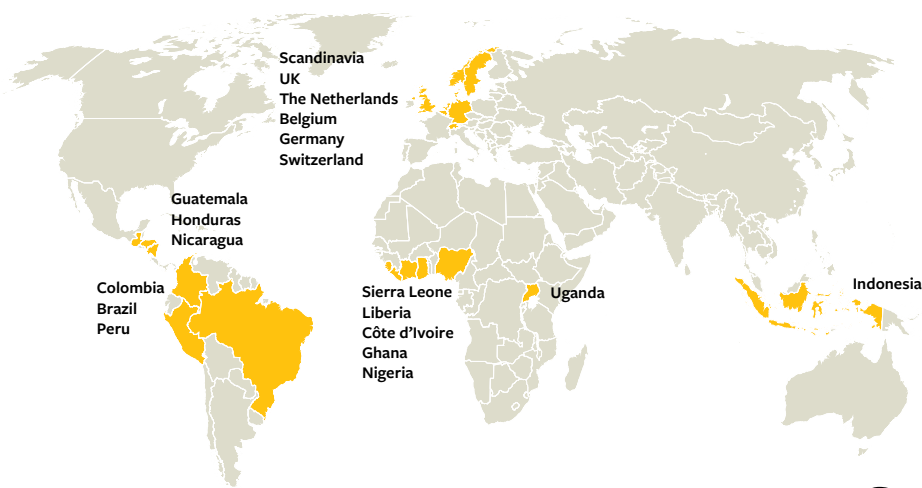 Scandinavia
UK
The Netherlands
Belgium
Germany
Switzerland
Guatemala
Honduras
Nicaragua
Colombia
Brazil
Peru
Sierra Leone
Liberia
Côte d’Ivoire
Ghana
Nigeria
Uganda
Indonesia